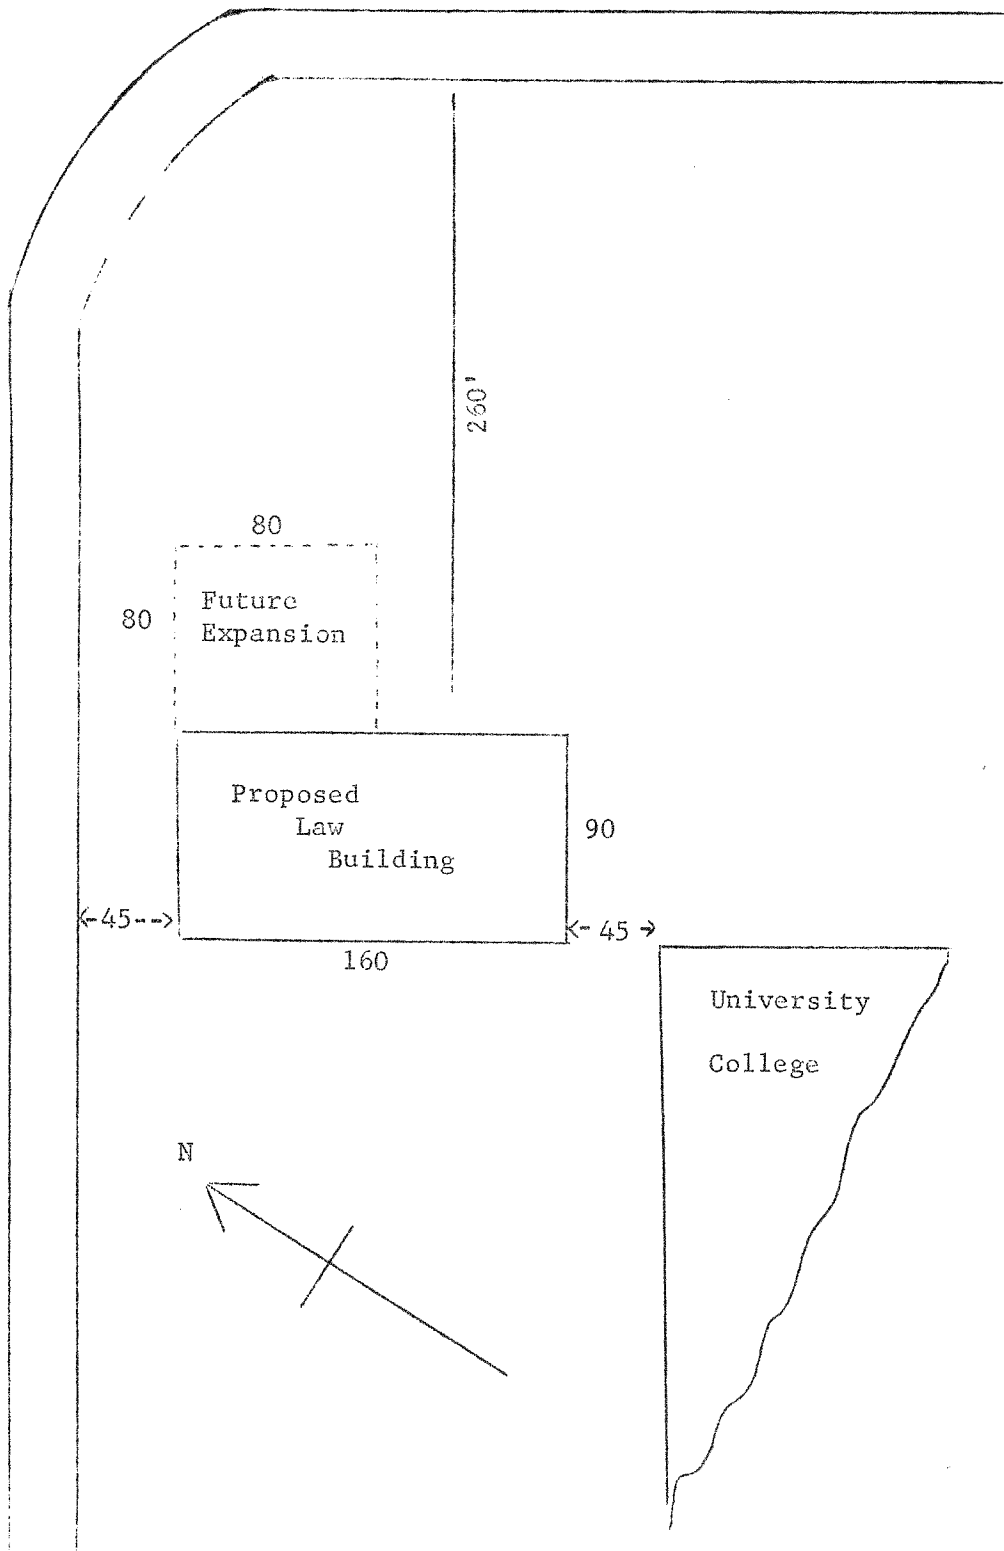 260'
80
80
Future
Expansion
Proposed
Law
Building
90
<-45-->
<- 45 →
160
University
College
N